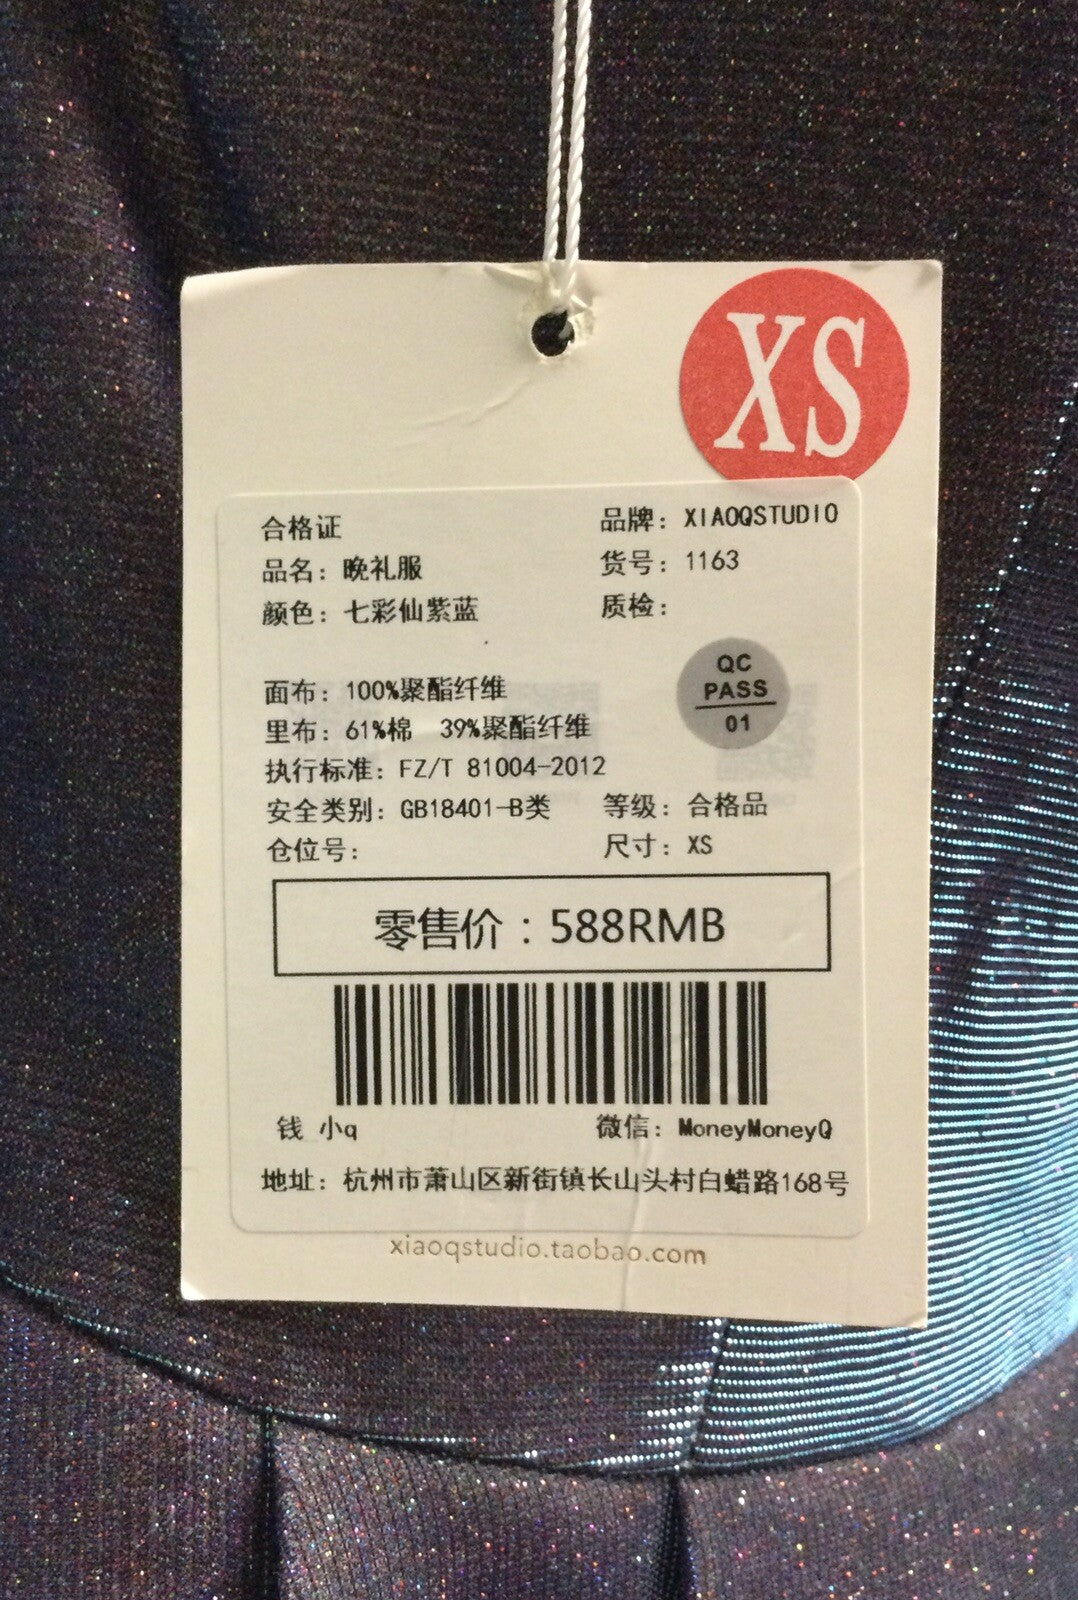 XS
合格证 品牌：XIAOQSTUDIO
品名：晚礼服 货号：1163
颜色：七彩仙紫蓝 质检：
QC
PASS
01
面布：100%聚酯纤维
里布：61%棉 39%聚酯纤维
执行标准：FZ/T 81004-2012
安全类别：GB18401-B类 等级：合格品
仓位号： 尺寸：XS
零售价：588RMB
钱 小q 微信：MoneyMoneyQ
地址：杭州市萧山区新街镇长山头村白蜡路168号
xiaoqstudio.taobao.com